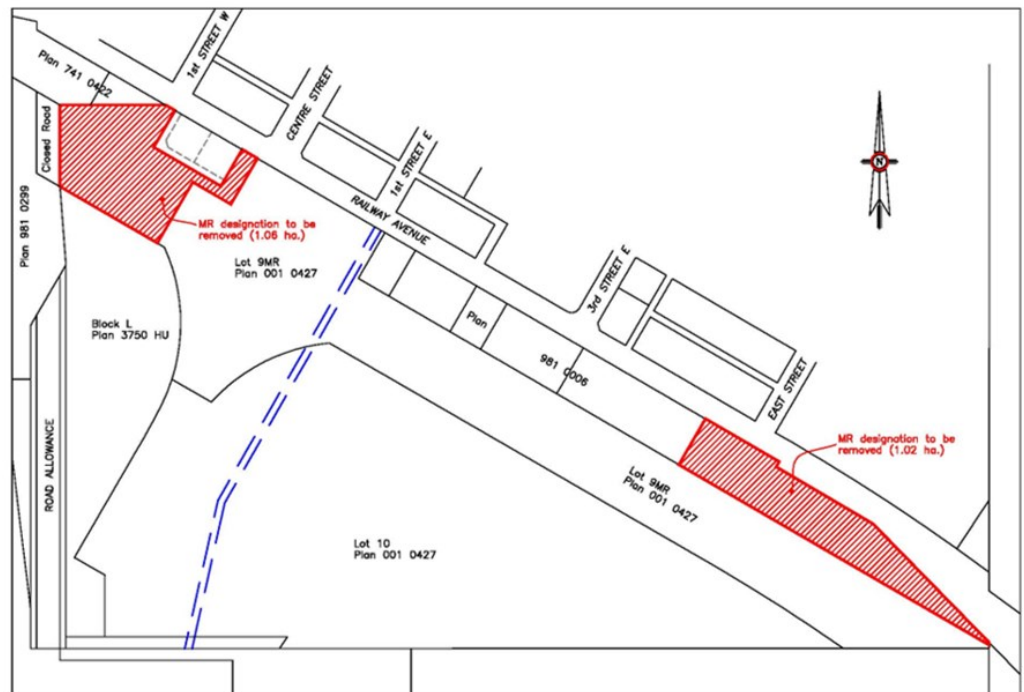 1st STREET W
Plan 741 0422
CENTRE STREET
Closed Road
1st STREET E
Plan 981 0299
RAILWAY AVENUE
MR designation to be
removed (1.06 ha.)
Lot 9MR
Plan 001 0427
3rd STREET E
N
Block L
Plan 3750 HU
Plan
981 0006
EAST STREET
MR designation to be
removed (1.02 ha.)
Lot 9MR
Plan 001 0427
ROAD ALLOWANCE
Lot 10
Plan 001 0427